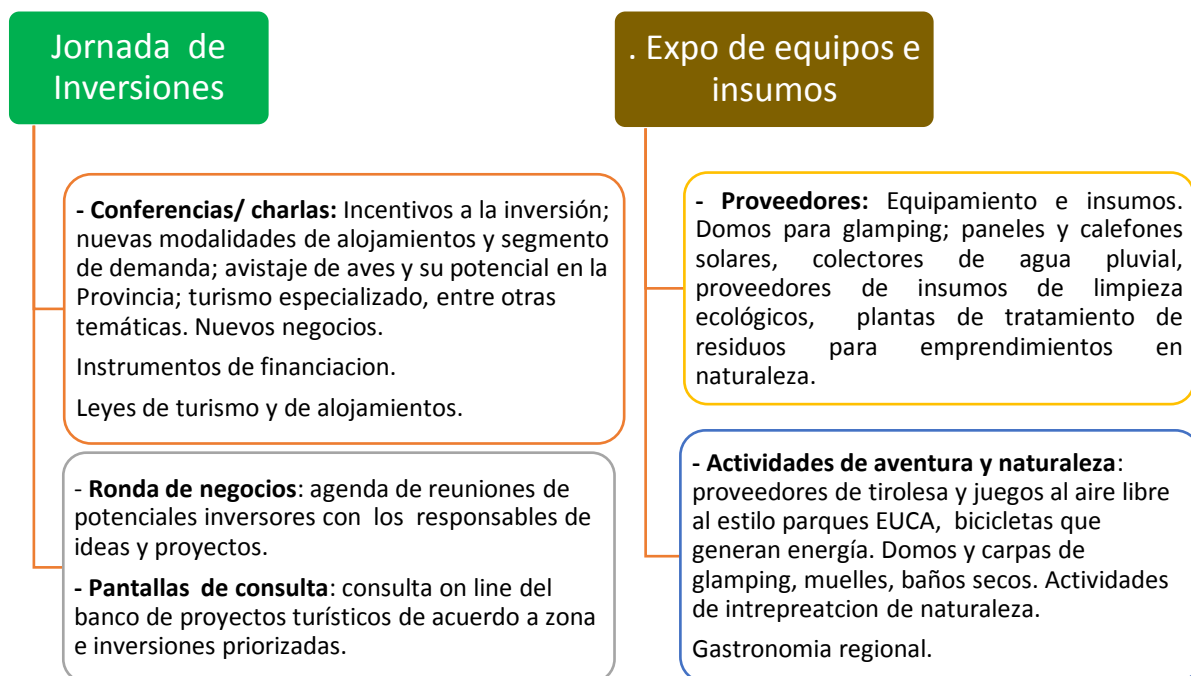 Jornada de
Inversiones
- Conferencias/ charlas: Incentivos a la inversión;
nuevas modalidades de alojamientos y segmento
de demanda; avistaje de aves y su potencial en la
Provincia; turismo especializado, entre otras
temáticas. Nuevos negocios.
Instrumentos de financiacion.
Leyes de turismo y de alojamientos.
- Ronda de negocios: agenda de reuniones de
potenciales inversores con los responsables de
ideas y proyectos.
- Pantallas de consulta: consulta on line del
banco de proyectos turísticos de acuerdo a zona
e inversiones priorizadas.
. Expo de equipos e
insumos
- Proveedores: Equipamiento e insumos.
Domos para glamping; paneles y calefones
solares, colectores de agua pluvial,
proveedores de insumos de limpieza
ecológicos, plantas de tratamiento de
residuos para emprendimientos en
naturaleza.
- Actividades de aventura y naturaleza:
proveedores de tirolesa y juegos al aire libre
al estilo parques EUCA, bicicletas que
generan energía. Domos y carpas de
glamping, muelles, baños secos. Actividades
de intrepreatcion de naturaleza.
Gastronomia regional.